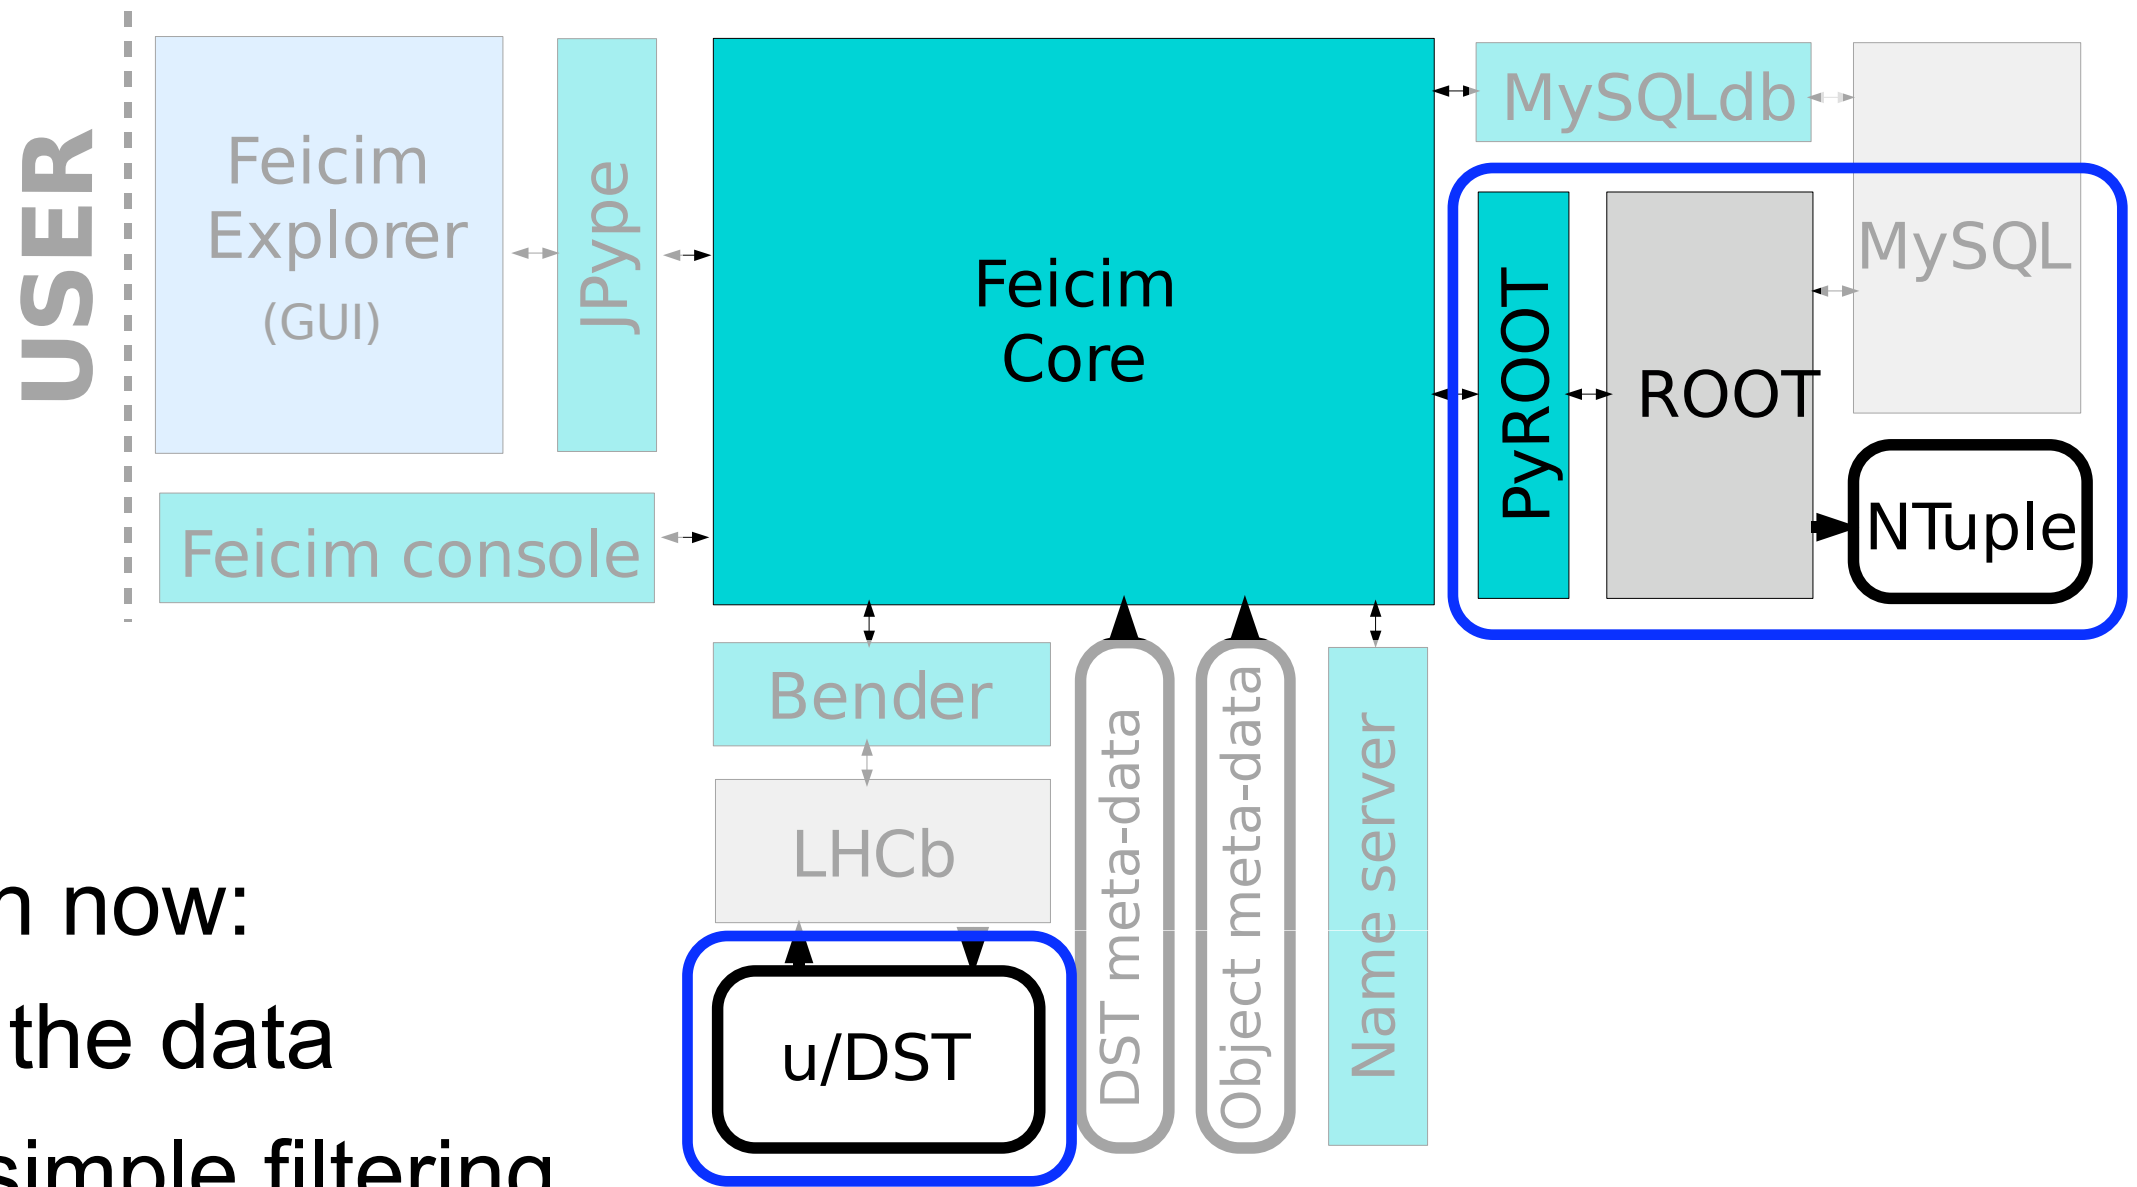 USER
Feicim
Explorer
(GUI)
JPype
Feicim
Core
MySQLdb
MySQL
PyROOT
ROOT
NTuple
Feicim console
Bender
LHCb
u/DST
DST meta-data
Object meta-data
Name server
n now:
the data
simple filtering